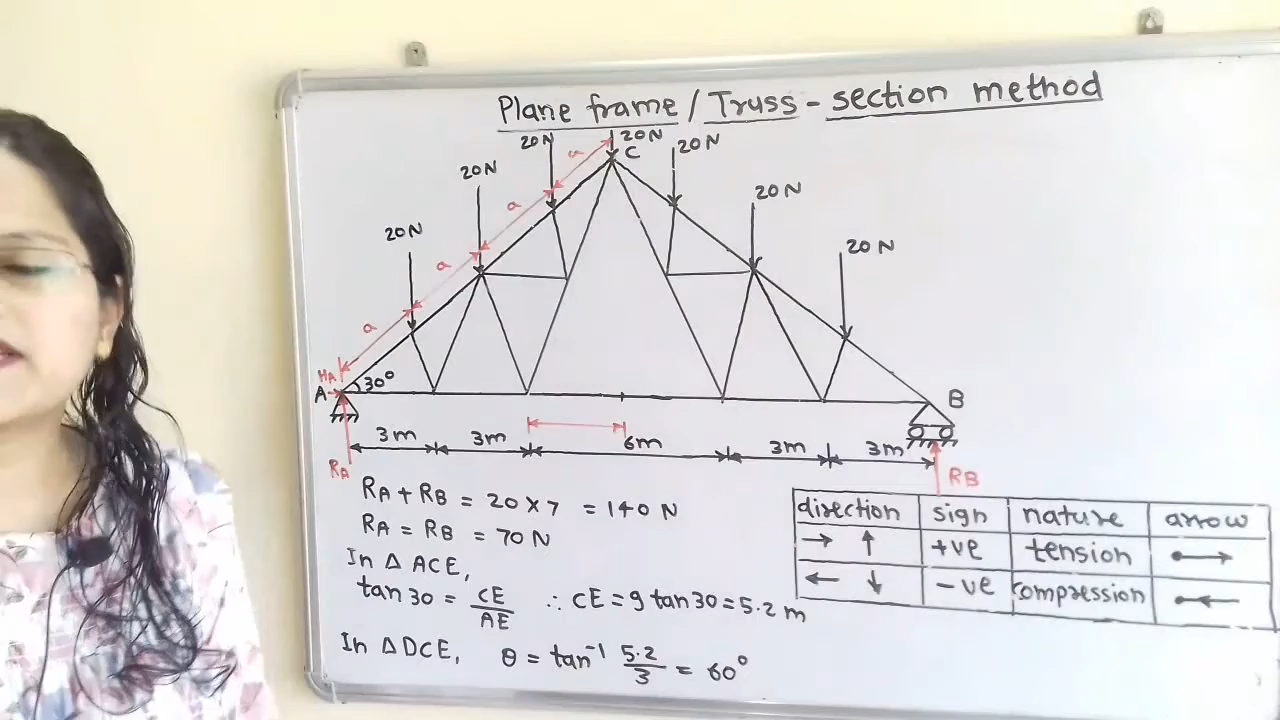 Plane frame / Truss - section method
20N
20N
C
20N
20N
20N
20N
20N
a
a
a
a
HA
A
30°
B
3m
3m
6m
3m
3m
RA
RB
RA + RB = 20 × 7 = 140 N
RA = RB = 70 N
In △ ACE,
tan 30 = CE/AE ∴ CE = 9 tan 30 = 5.2 m
In △DCE, θ = tan⁻¹ 5.2/3 = 60°
direction sign nature arrow
→ ↑ +ve tension •→
← ↓ -ve compression •←